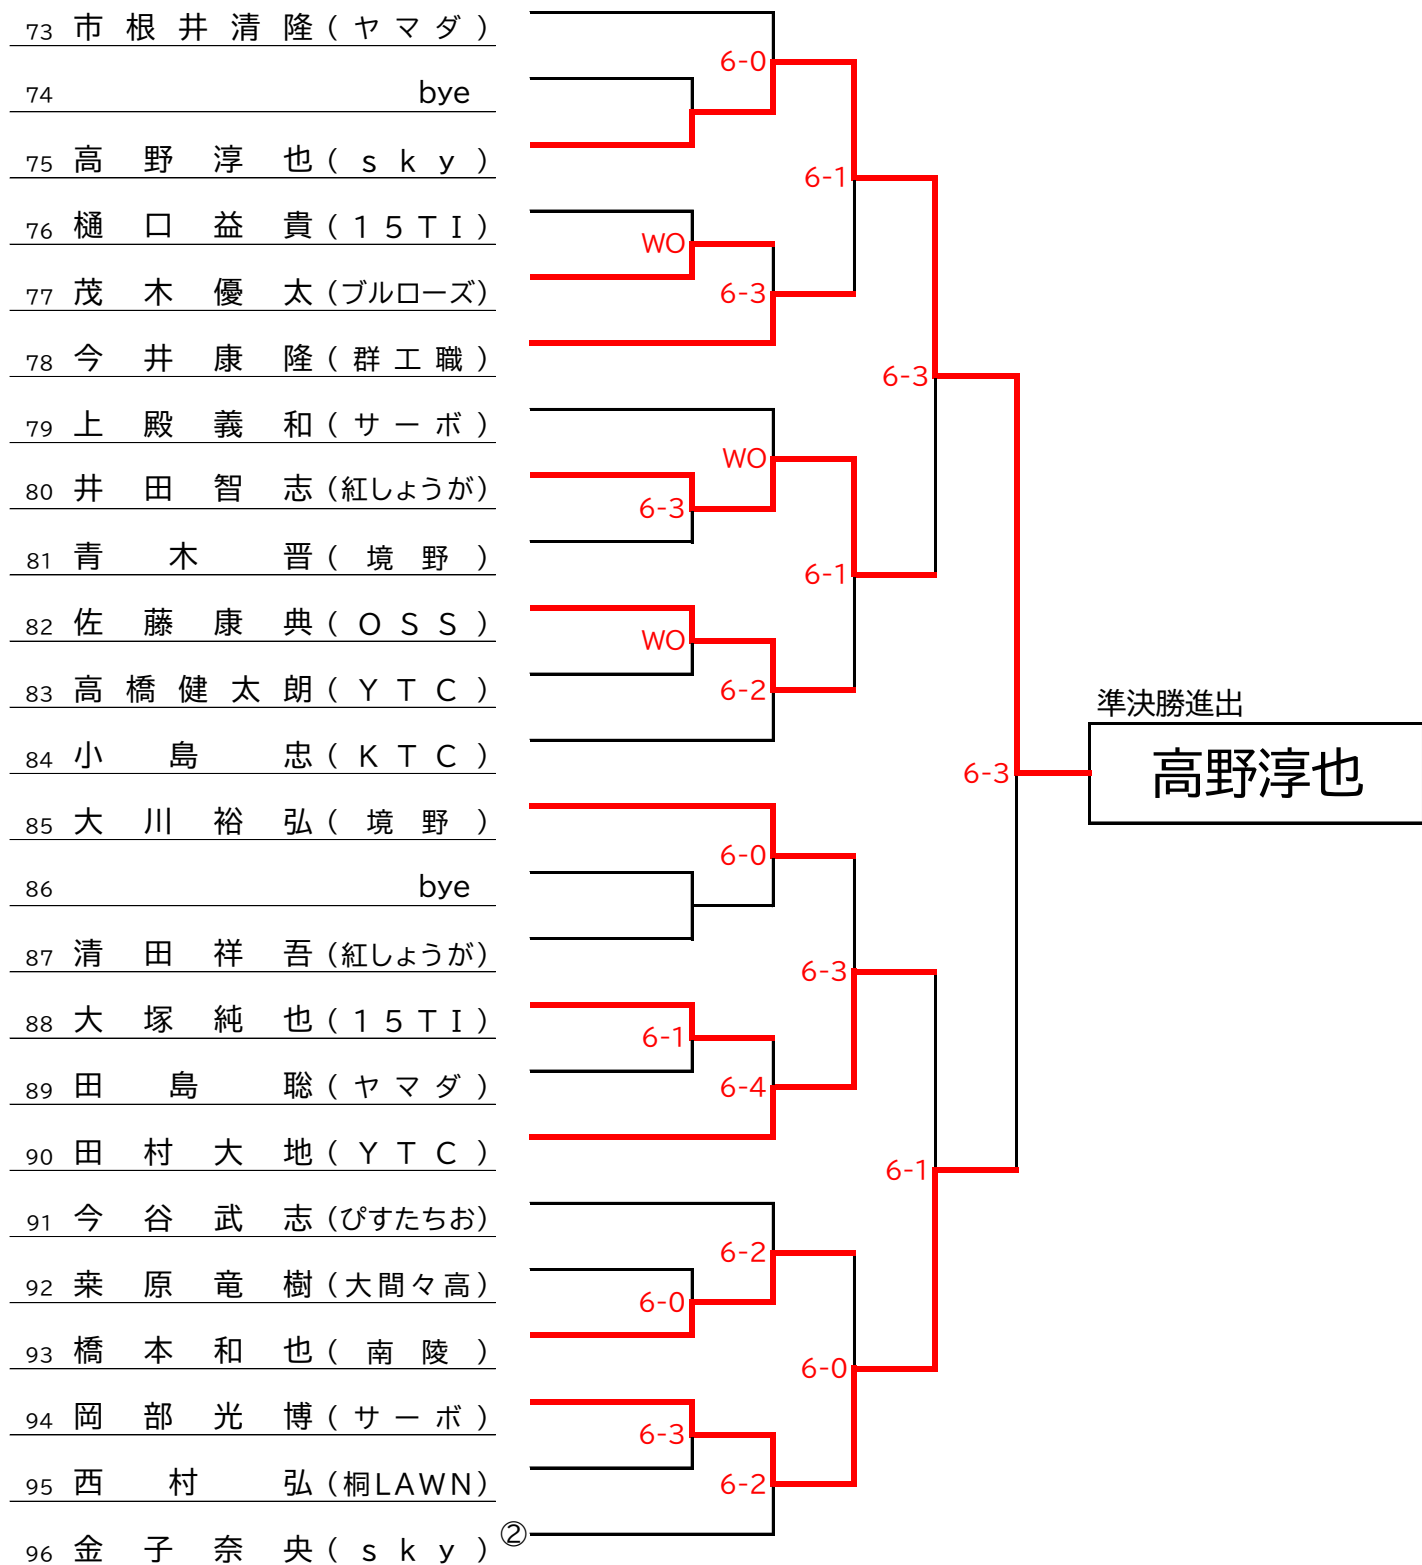 73 市根井清隆(ヤマダ)
6-0
74 bye
75 高野淳也(sky)
6-1
76 樋口益貴(15TI)
WO
77 茂木優太(ブルローズ)
6-3
78 今井康隆(群工職)
6-3
79 上殿義和(サーボ)
WO
80 井田智志(紅しょうが)
6-3
81 青木晋(境野)
6-1
82 佐藤康典(OSS)
WO
83 高橋健太朗(YTC)
6-2
準決勝進出
84 小島忠(KTC)
6-3
高野淳也
85 大川裕弘(境野)
6-0
86 bye
87 清田祥吾(紅しょうが)
6-3
88 大塚純也(15TI)
6-1
89 田島聡(ヤマダ)
6-4
90 田村大地(YTC)
6-1
91 今谷武志(ぴすたちお)
6-2
92 桒原竜樹(大間々高)
6-0
93 橋本和也(南陵)
6-0
94 岡部光博(サーボ)
6-3
95 西村弘(桐LAWN)
6-2
96 金子奈央(sky) ②